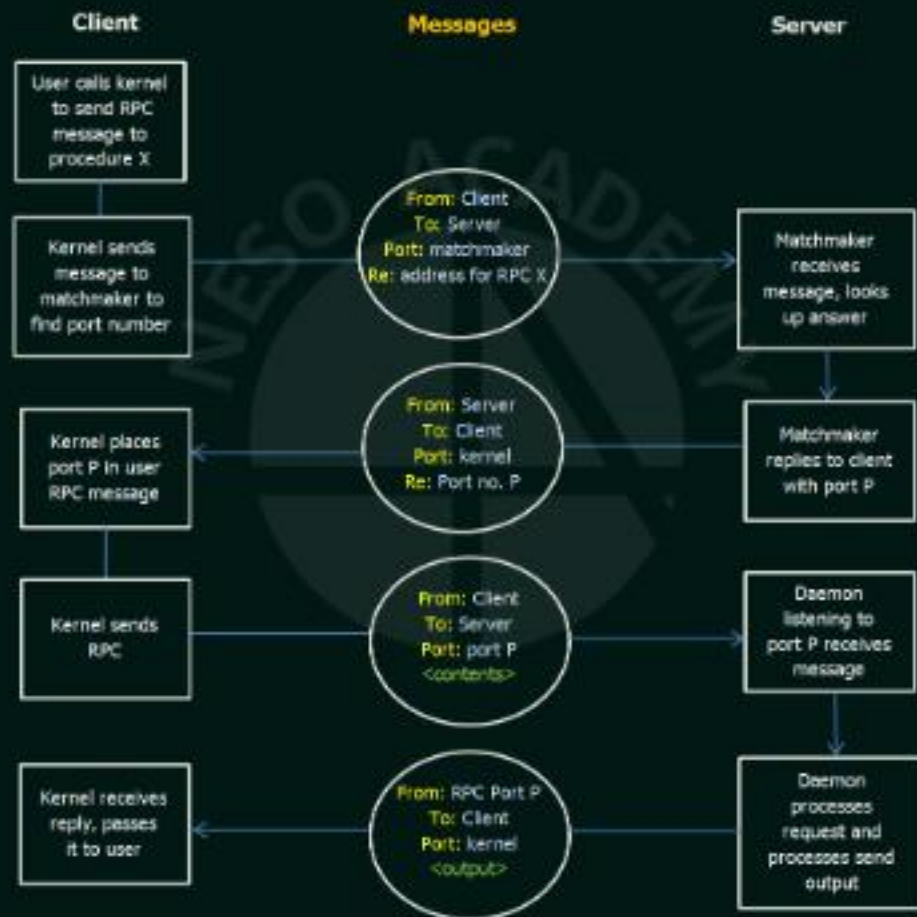 Client
Messages
Server
User calls kernel
to send RPC
message to
procedure X
From: Client
To: Server
Port: matchmaker
Re: address for RPC X
Kernel sends
message to
matchmaker to
find port number
Matchmaker
receives
message, looks
up answer
From: Server
To: Client
Port: kernel
Re: Port no. P
Kernel places
port P in user
RPC message
Matchmaker
replies to client
with port P
From: Client
To: Server
Port: port P
<contents>
Kernel sends
RPC
Daemon
listening to
port P receives
message
From: RPC Port P
To: Client
Port: kernel
<output>
Kernel receives
reply, passes
it to user
Daemon
processes
request and
processes send
output
NESO ACADEMY